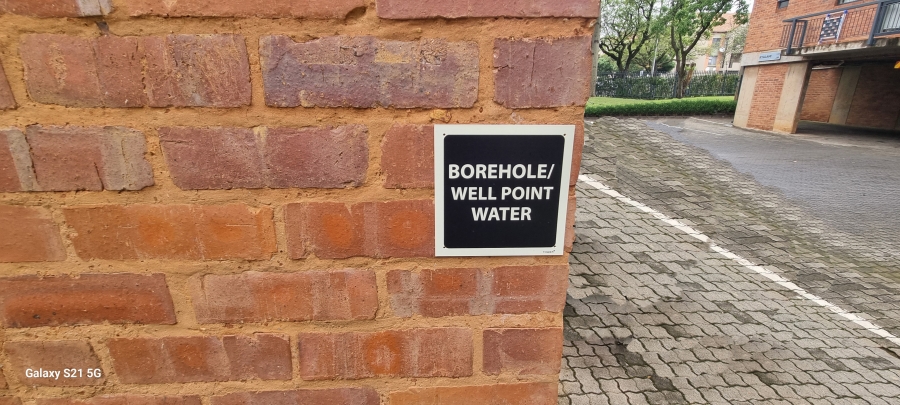 BOREHOLE/
WELL POINT
WATER
Galaxy S21 5G